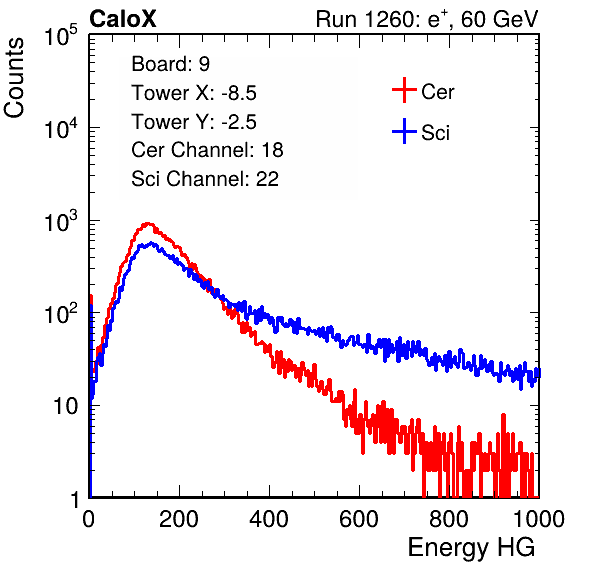 CaloX Run 1260: e⁺, 60 GeV
Counts
10⁵
10⁴
10³
10²
10
1
Board: 9
Tower X: -8.5
Tower Y: -2.5
Cer Channel: 18
Sci Channel: 22
Cer
Sci
0 200 400 600 800 1000
Energy HG